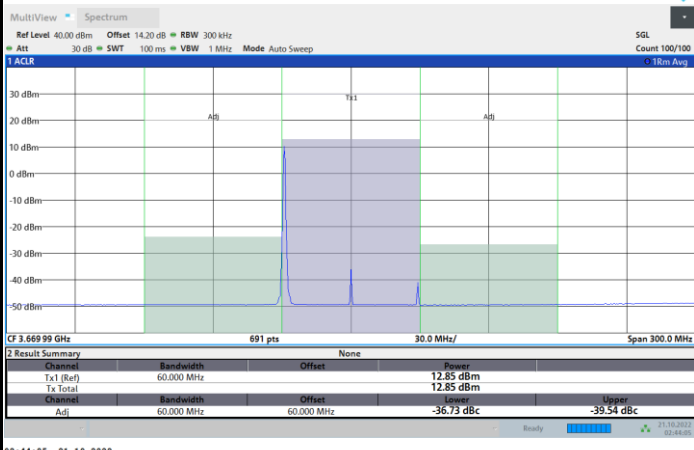 MultiView Spectrum
Ref Level 40.00 dBm Offset 14.20 dB RBW 300 kHz SGL
Att 30 dB SWT 100 ms VBW 1 MHz Mode Auto Sweep Count 100/100
1 ACLR 1Rm Avg
30 dBm
Tx1
20 dBm Adj Adj
10 dBm
0 dBm
-10 dBm
-20 dBm
-30 dBm
-40 dBm
-50 dBm
CF 3.669 99 GHz 691 pts 30.0 MHz/ Span 300.0 MHz
2 Result Summary None
Channel Bandwidth Offset Power
Tx1 (Ref) 60.000 MHz 12.85 dBm
Tx Total 12.85 dBm
Channel Bandwidth Offset Lower Upper
Adj 60.000 MHz 60.000 MHz -36.73 dBc -39.54 dBc
Ready 21.10.2022
02:44:05